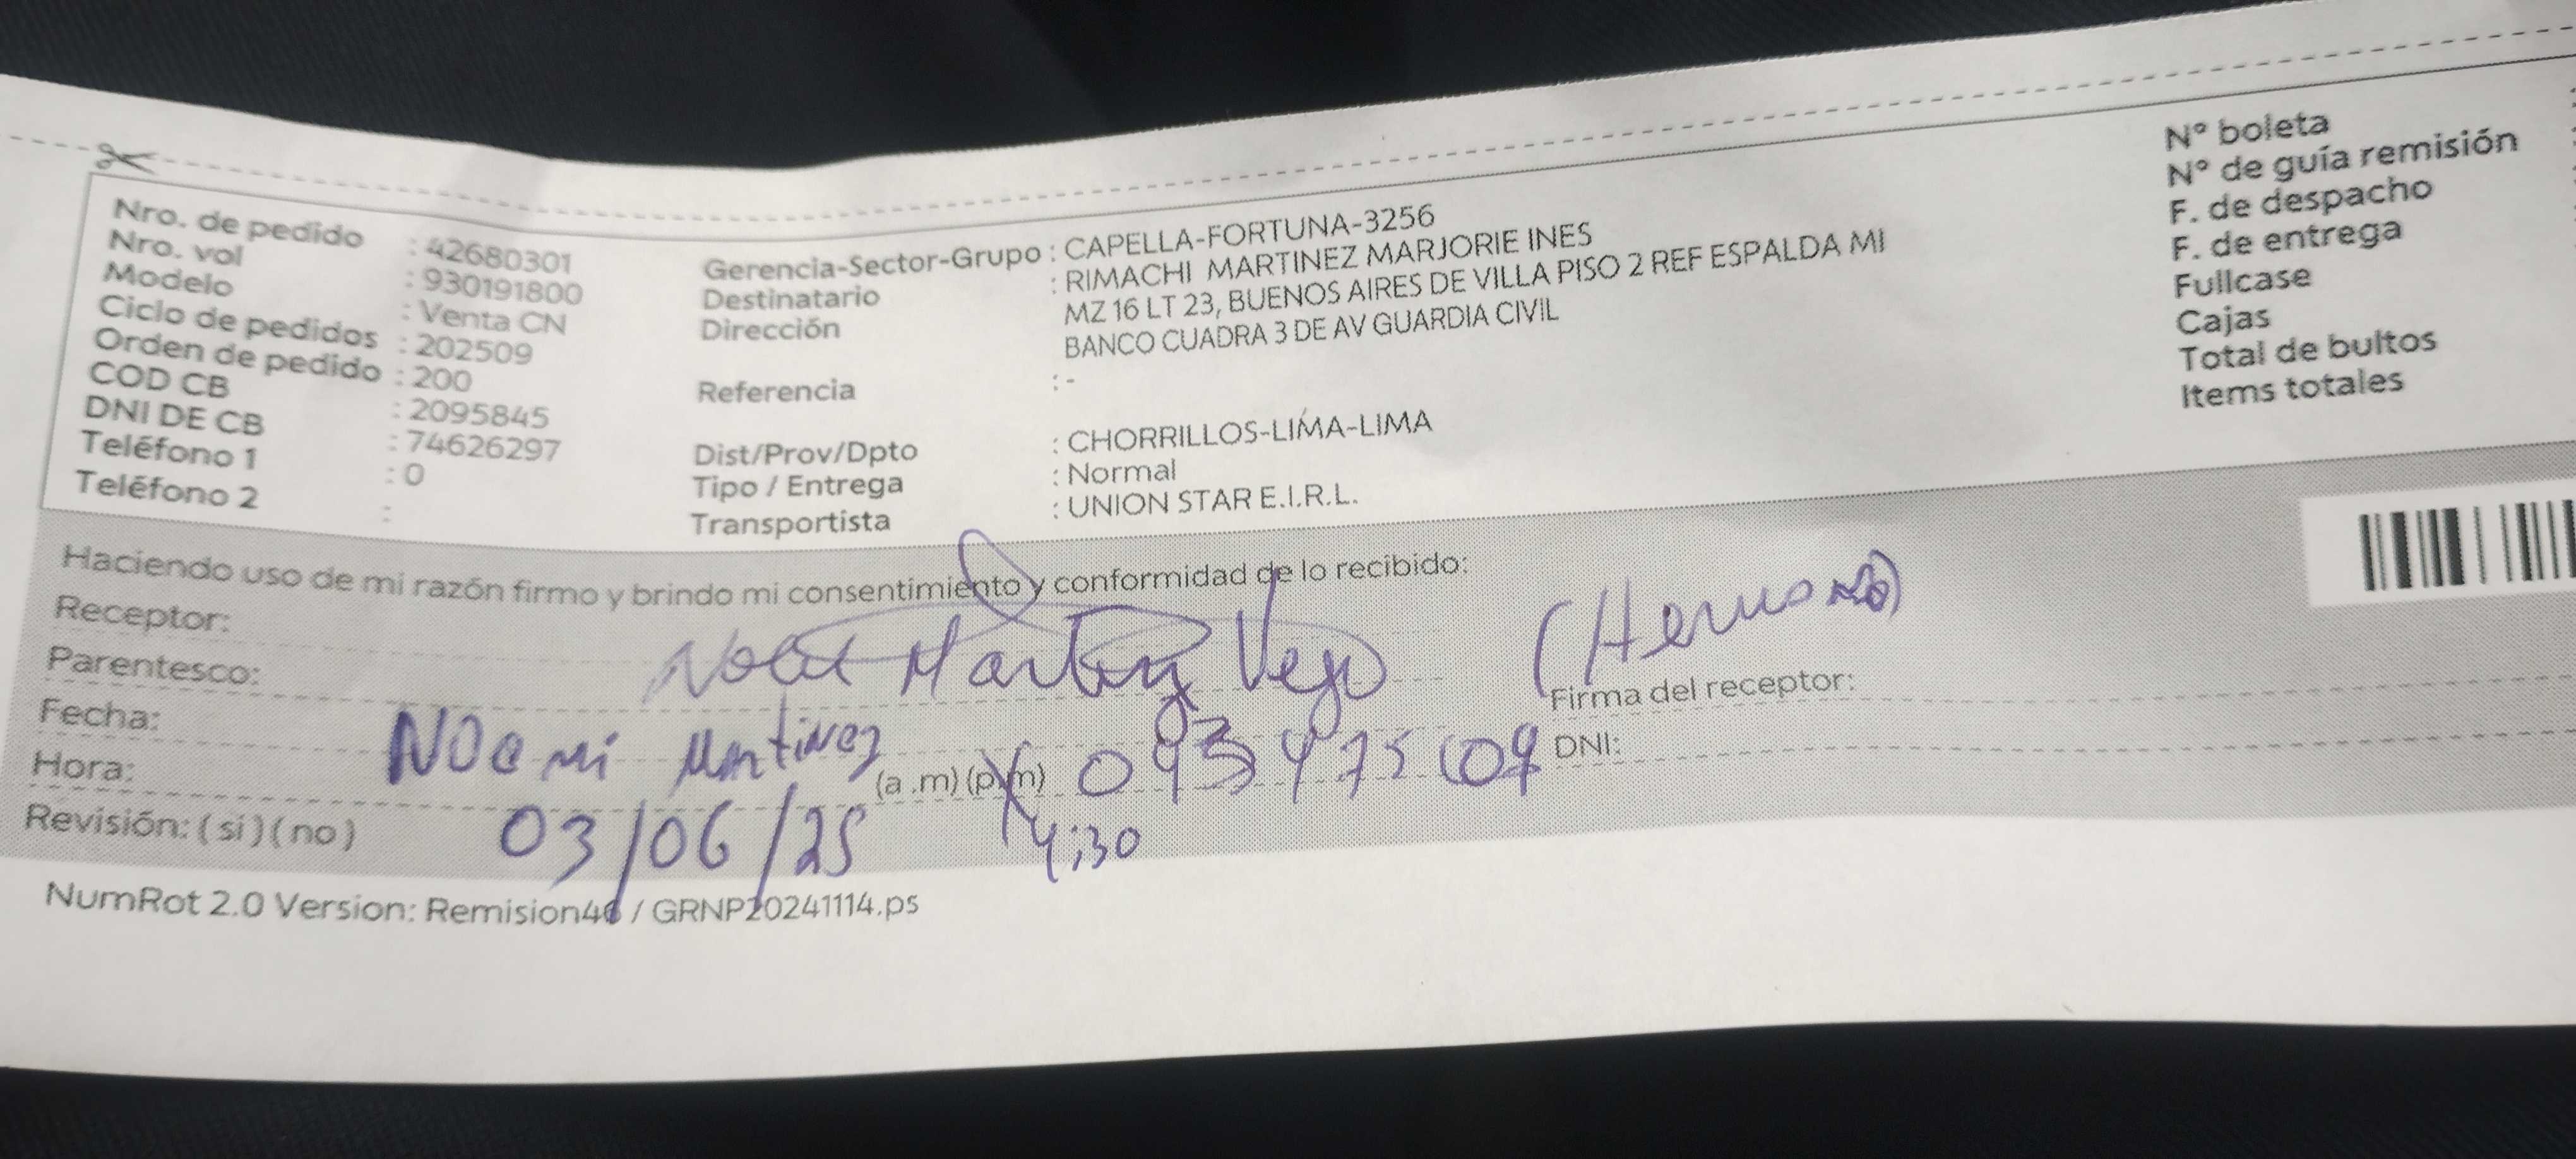 Nro. de pedido : 42680301
Nro. vol : 930191800
Modelo : Venta CN
Ciclo de pedidos : 202509
Orden de pedido : 200
COD CB : 2095845
DNI DE CB : 74626297
Teléfono 1 : 0
Teléfono 2 :
Gerencia-Sector-Grupo : CAPELLA-FORTUNA-3256
Destinatario : RIMACHI MARTINEZ MARJORIE INES
Dirección MZ 16 LT 23, BUENOS AIRES DE VILLA PISO 2 REF ESPALDA MI
BANCO CUADRA 3 DE AV GUARDIA CIVIL
Referencia : -
Dist/Prov/Dpto : CHORRILLOS-LIMA-LIMA
Tipo / Entrega : Normal
Transportista : UNION STAR E.I.R.L.
N° boleta
N° de guía remisión
F. de despacho
F. de entrega
Fullcase
Cajas
Total de bultos
Items totales
Haciendo uso de mi razón firmo y brindo mi consentimiento y conformidad de lo recibido:
Receptor:
Martinez
Parentesco:
Firma del receptor:
Fecha:
Noemi Martinez
DNI:
Hora: (a.m)(p.m)
Revisión: (si)(no) 03/06/25 4:30
NumRot 2.0 Version: Remision46 / GRNP20241114.ps